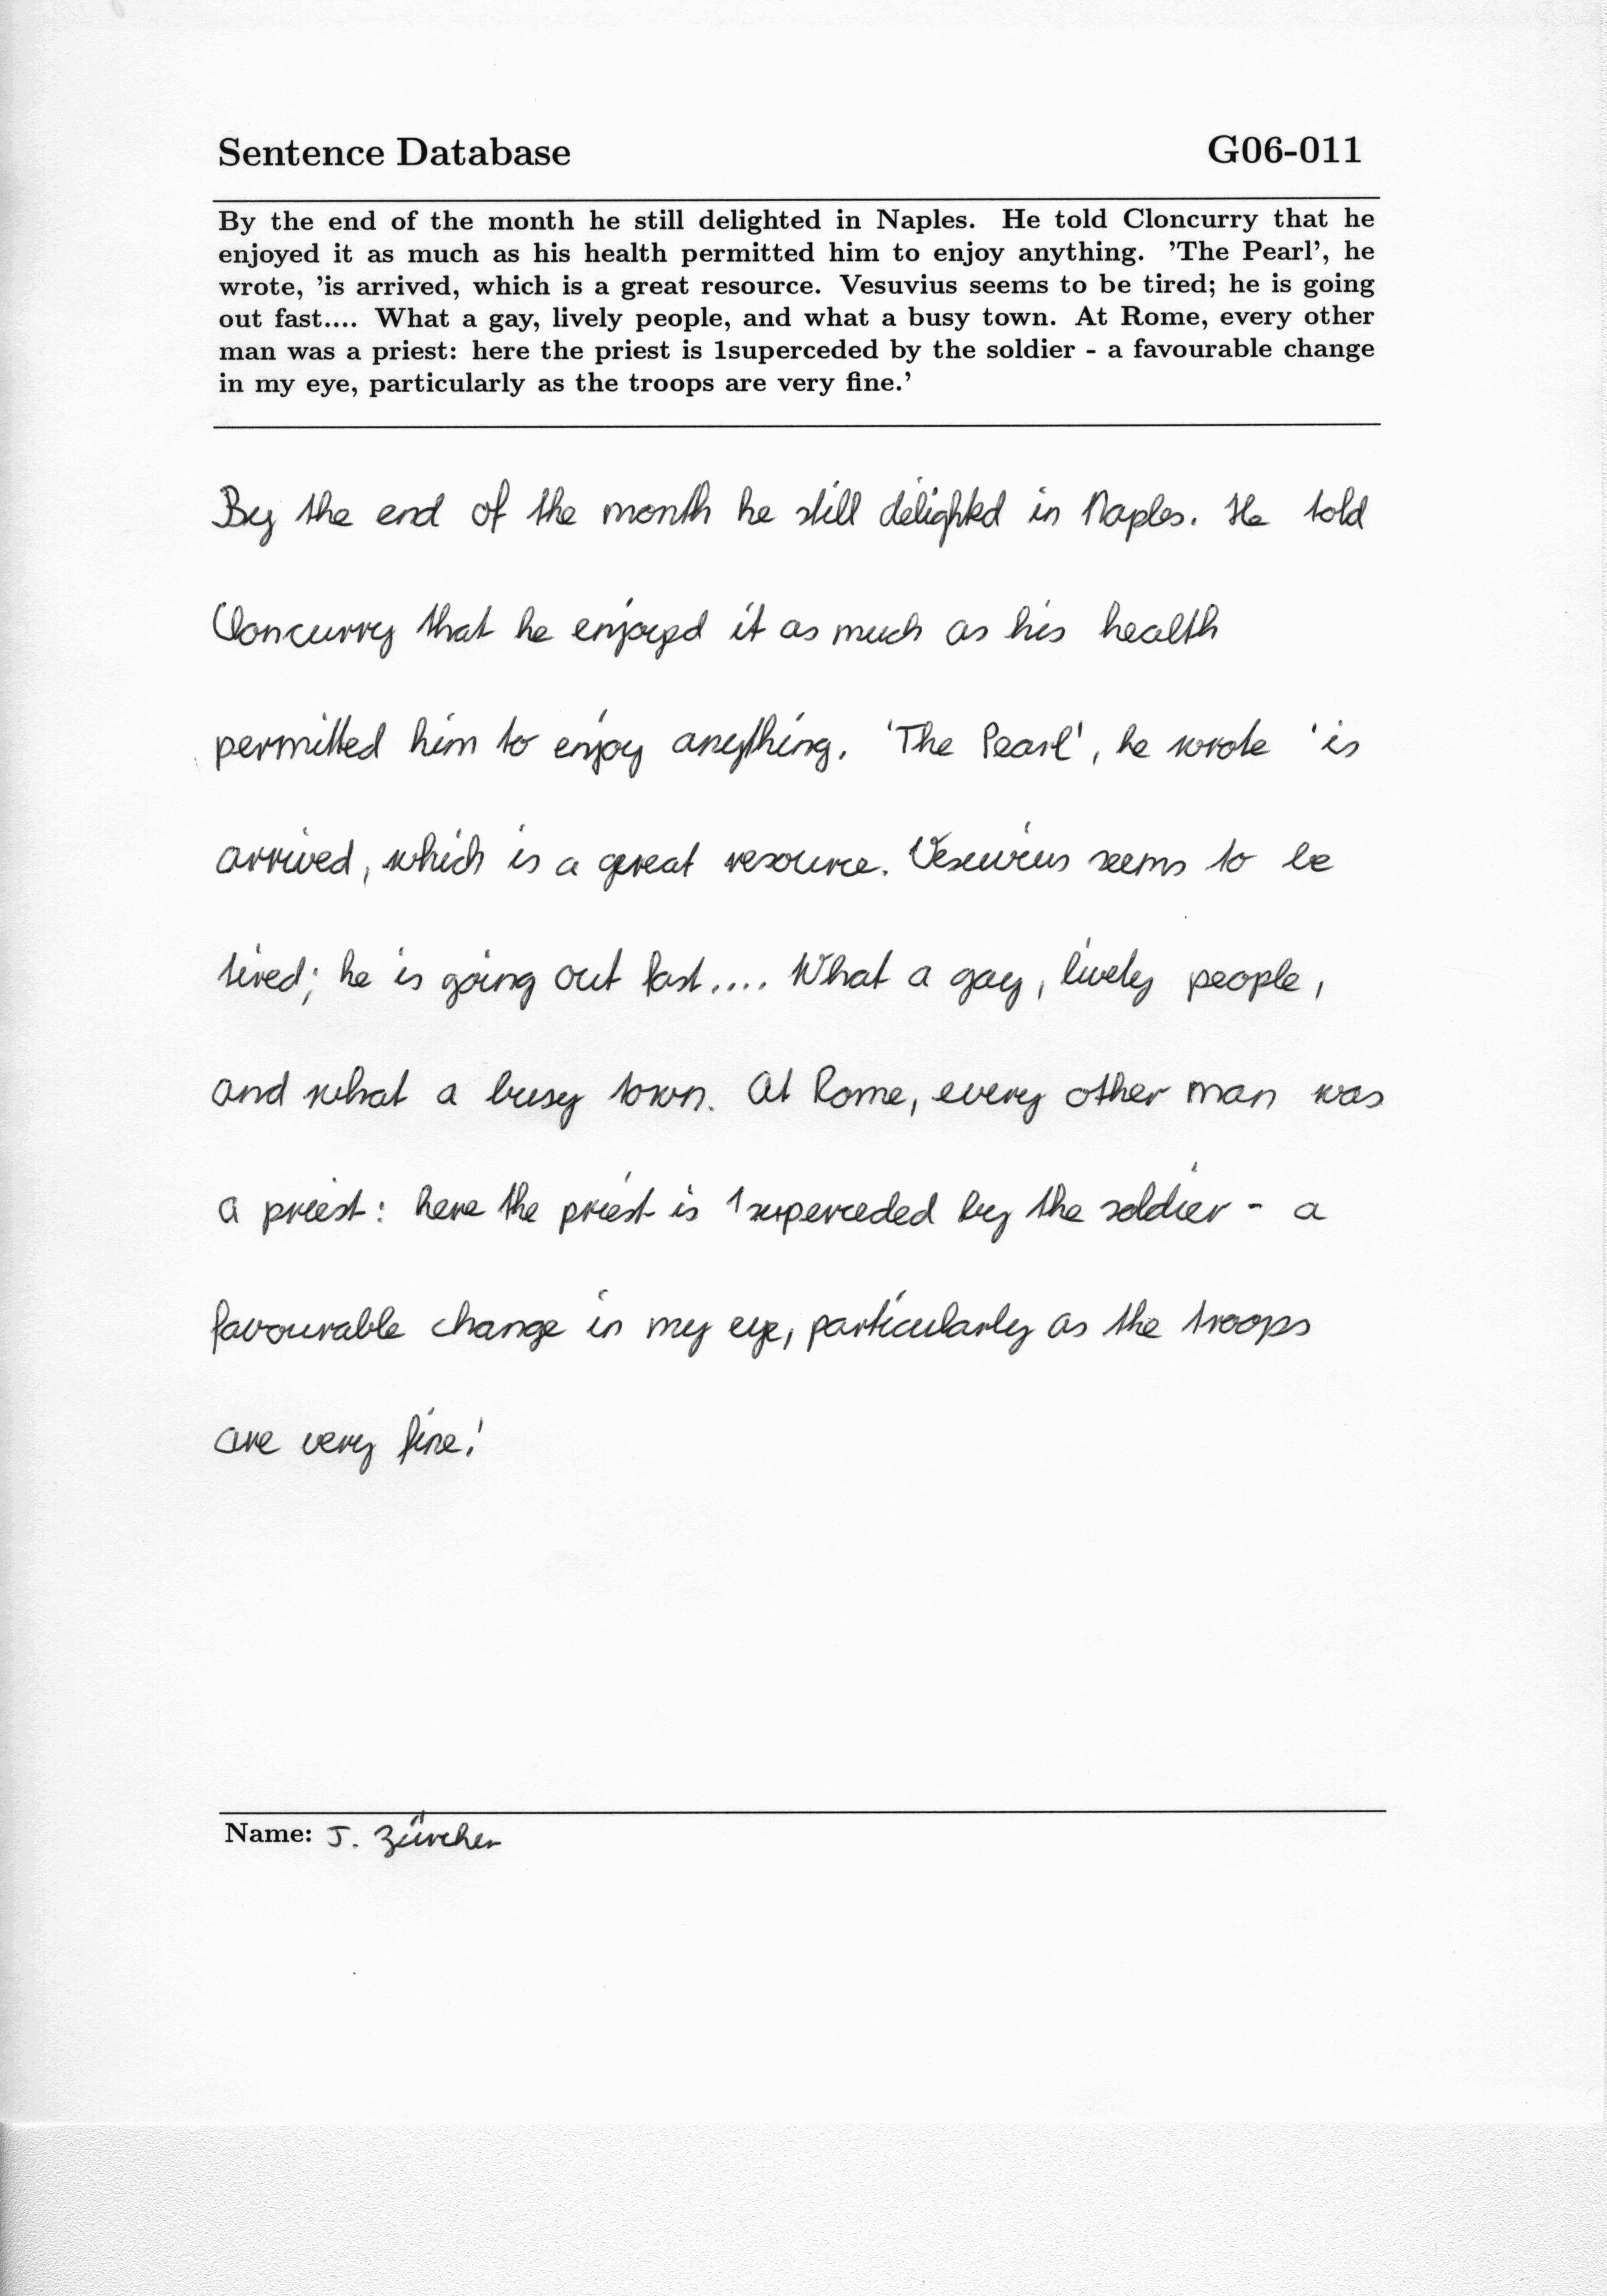 Sentence Database G06-011
By the end of the month he still delighted in Naples. He told Cloncurry that he
enjoyed it as much as his health permitted him to enjoy anything. 'The Pearl', he
wrote, 'is arrived, which is a great resource. Vesuvius seems to be tired; he is going
out fast.... What a gay, lively people, and what a busy town. At Rome, every other
man was a priest: here the priest is 1superceded by the soldier - a favourable change
in my eye, particularly as the troops are very fine.'
By the end of the month he still delighted in Naples. He told
Cloncurry that he enjoyed it as much as his health
permitted him to enjoy anything. 'The Pearl', he wrote 'is
arrived, which is a great resource. Vesuvius seems to be
tired; he is going out fast.... What a gay, lively people,
and what a busy town. At Rome, every other man was
a priest: here the priest is 1superceded by the soldier - a
favourable change in my eye, particularly as the troops
are very fine.'
Name: J. Zürcher